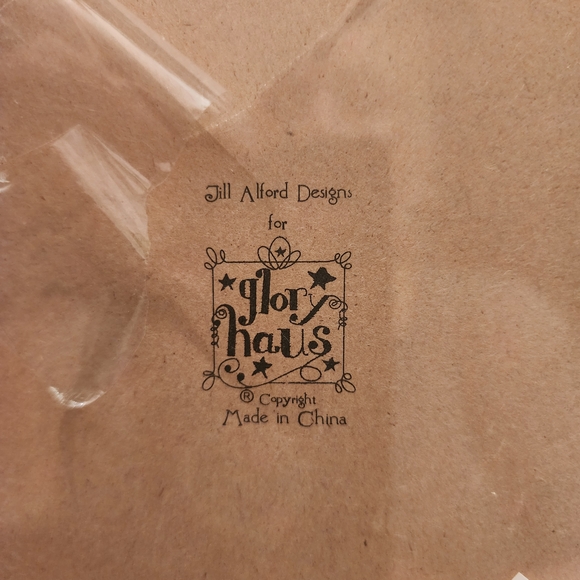 Jill Alford Designs
for
glory
haus
® Copyright
Made in China